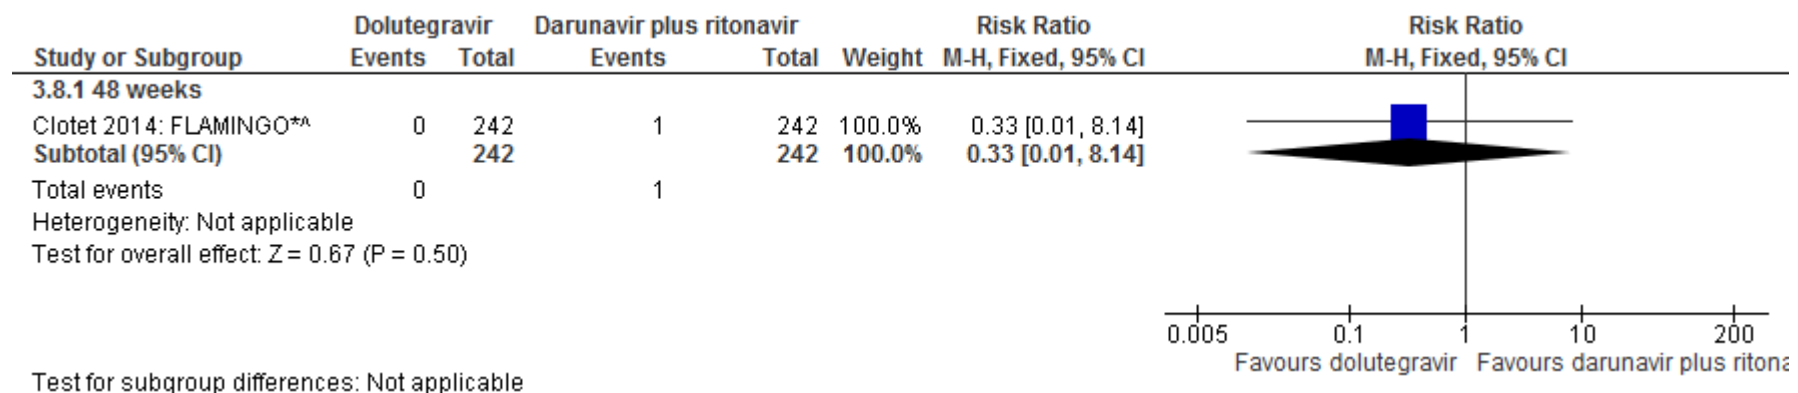 Dolutegravir Darunavir plus ritonavir Risk Ratio Risk Ratio
Study or Subgroup Events Total Events Total Weight M-H, Fixed, 95% CI M-H, Fixed, 95% CI
3.8.1 48 weeks
Clotet 2014: FLAMINGO*^ 0 242 1 242 100.0% 0.33 [0.01, 8.14]
Subtotal (95% CI) 242 242 100.0% 0.33 [0.01, 8.14]
Total events 0 1
Heterogeneity: Not applicable
Test for overall effect: Z = 0.67 (P = 0.50)
0.005 0.1 1 10 200
Favours dolutegravir Favours darunavir plus ritona
Test for subgroup differences: Not applicable